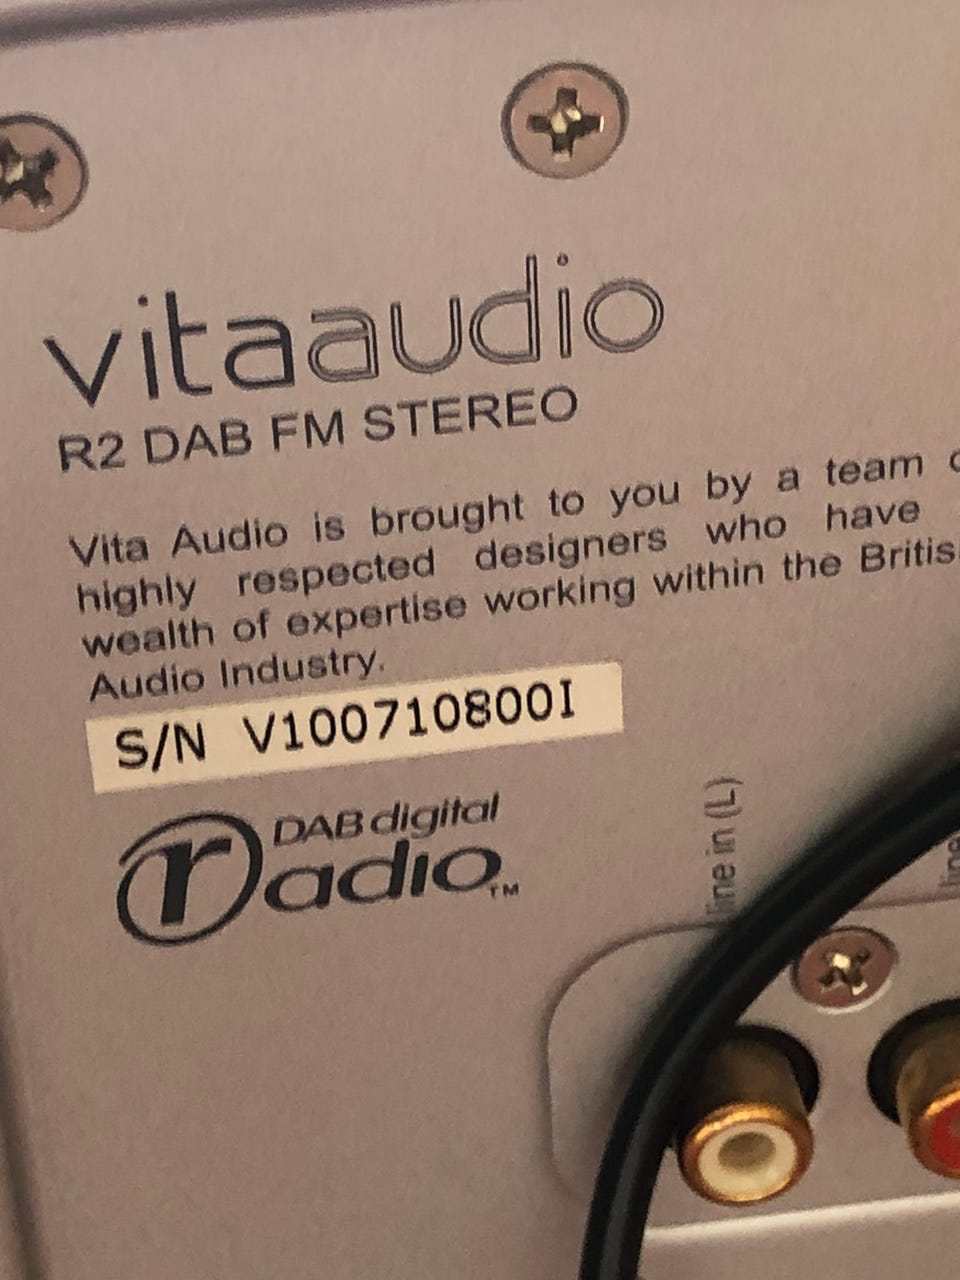 vitaaudio
R2 DAB FM STEREO
Vita Audio is brought to you by a team
highly respected designers who have
wealth of expertise working within the
Audio Industry.
S/N V100710800I
DAB digital
radio™
line in (L)